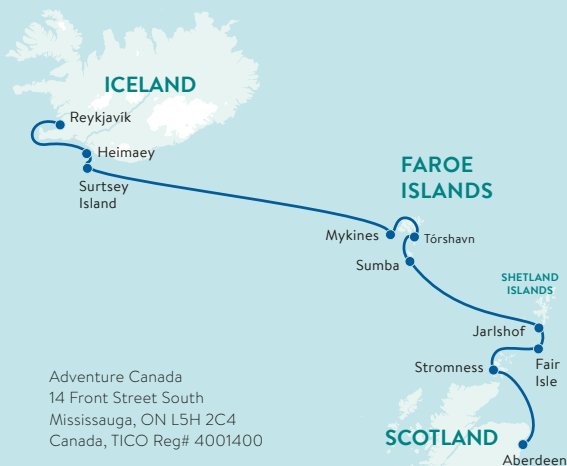 ICELAND
Reykjavík
Heimaey
Surtsey
Island
FAROE
ISLANDS
Mykines
Tórshavn
Sumba
SHETLAND
ISLANDS
Jarlshof
Fair
Isle
Stromness
Adventure Canada
14 Front Street South
Mississauga, ON L5H 2C4
Canada, TICO Reg# 4001400
SCOTLAND
Aberdeen